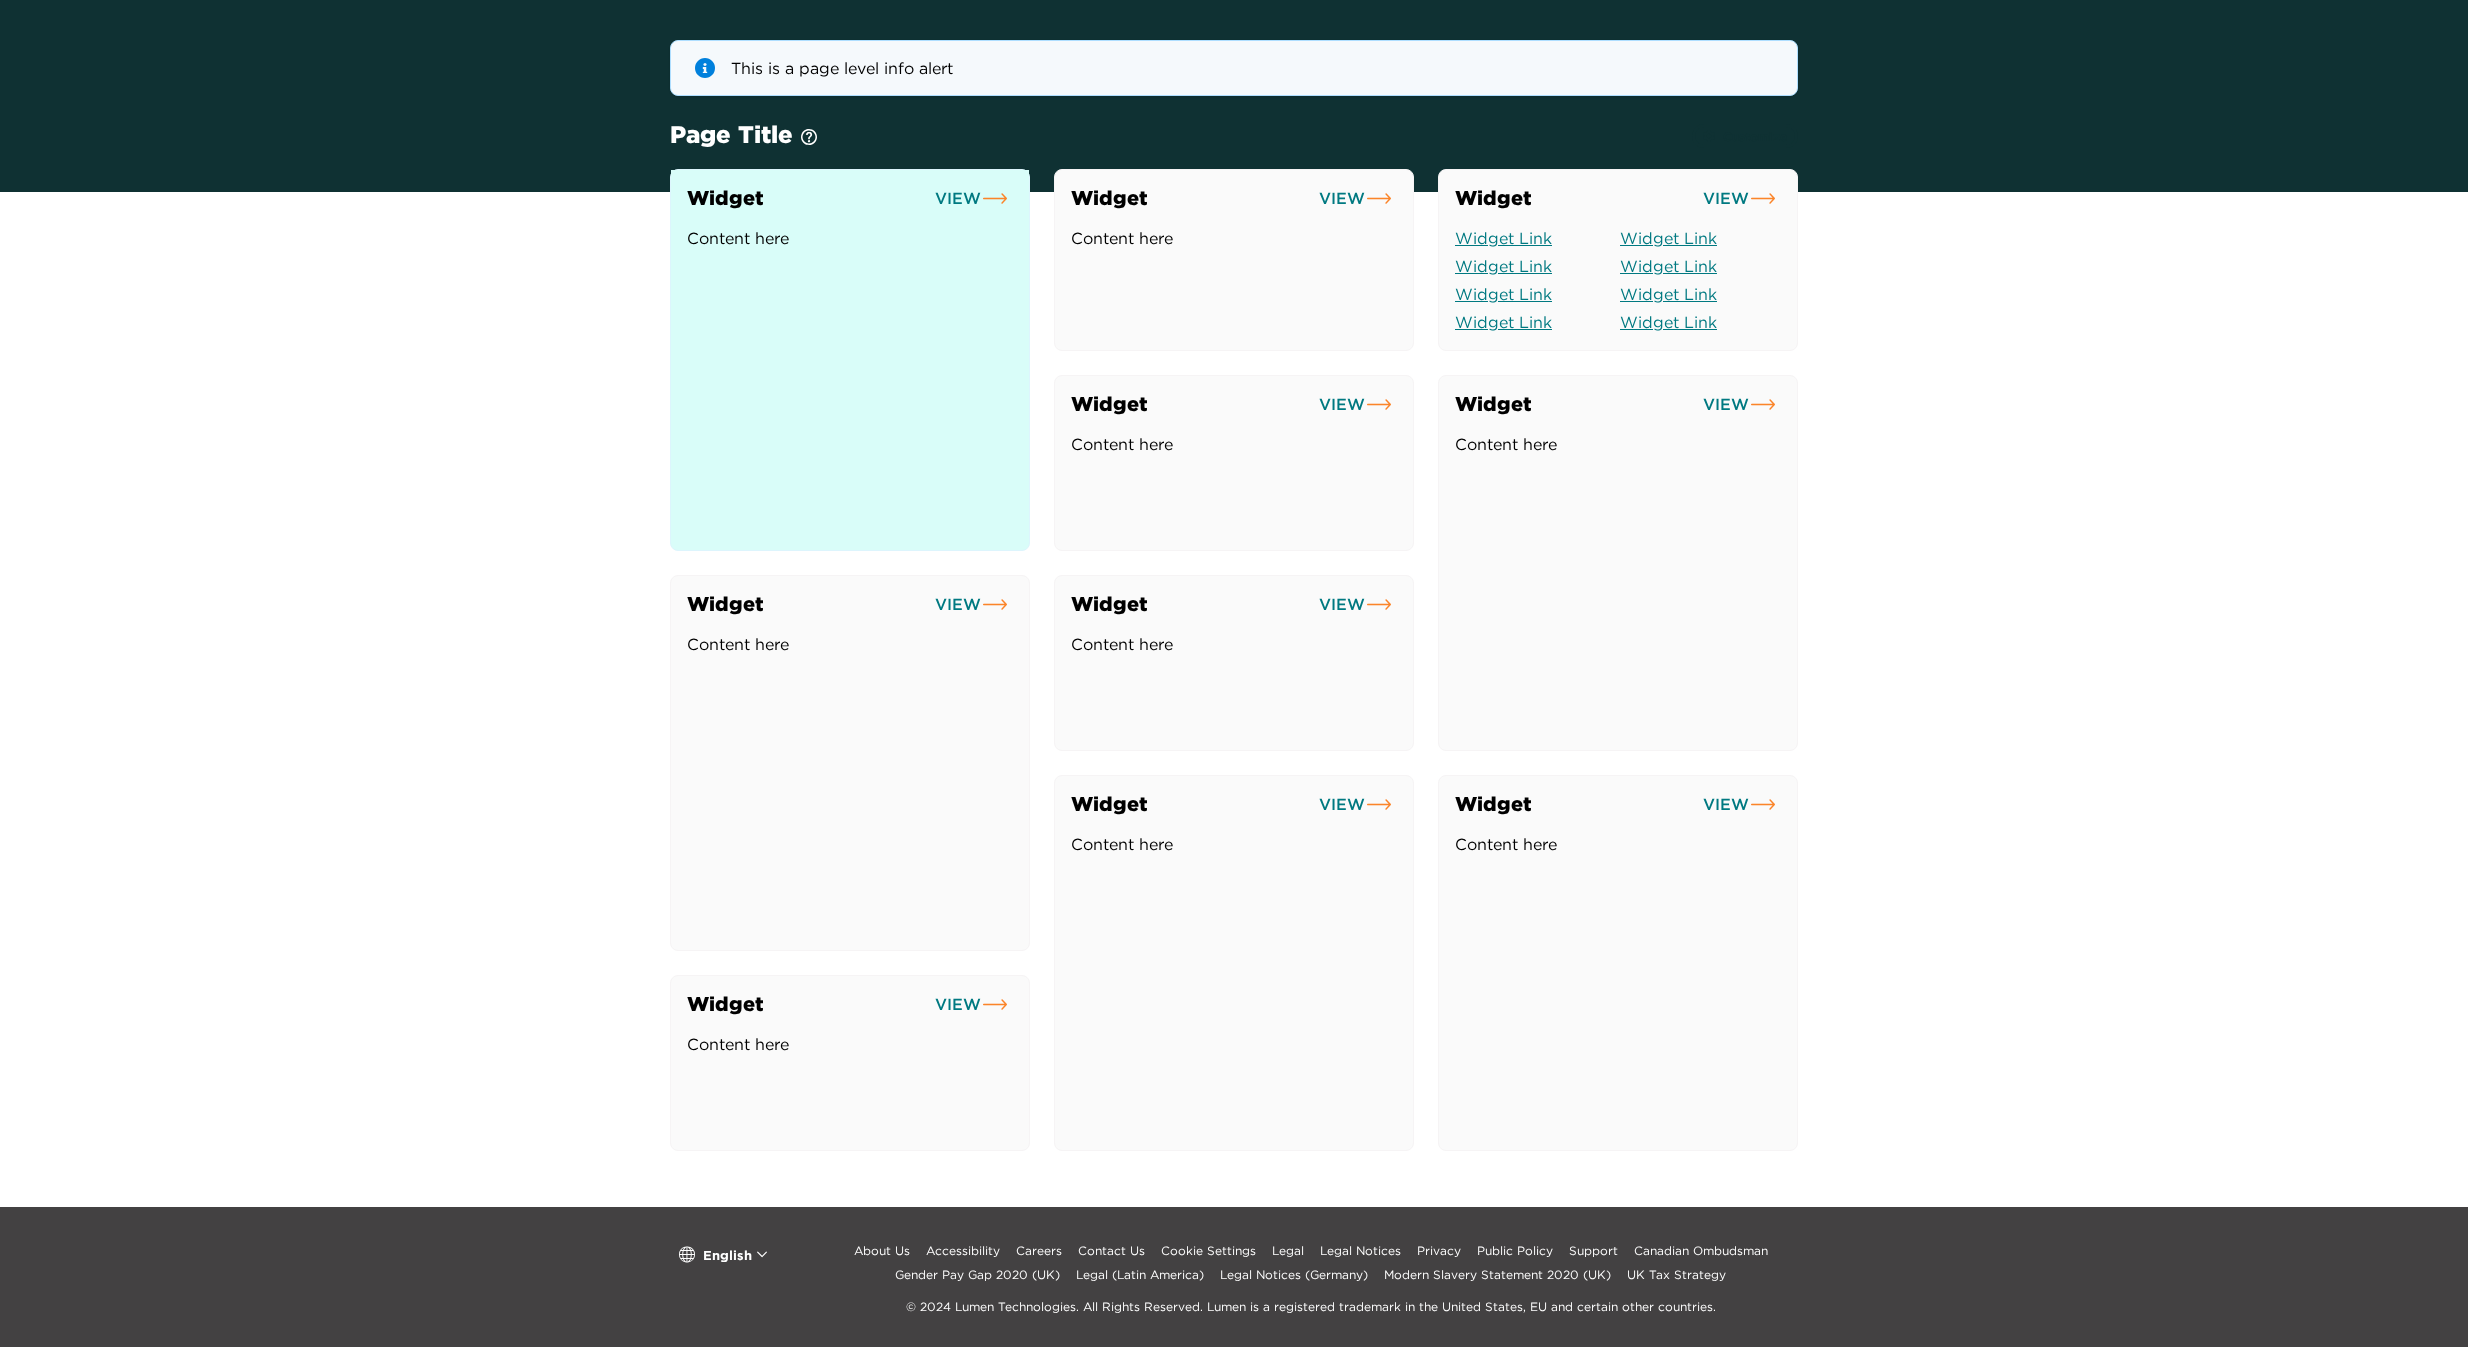 This is a page level info alert
Page Title
Widget VIEW
Content here
Widget VIEW
Content here
Widget VIEW
Widget Link Widget Link
Widget Link Widget Link
Widget Link Widget Link
Widget Link Widget Link
Widget VIEW
Content here
Widget VIEW
Content here
Widget VIEW
Content here
Widget VIEW
Content here
Widget VIEW
Content here
Widget VIEW
Content here
Widget VIEW
Content here
English
About Us Accessibility Careers Contact Us Cookie Settings Legal Legal Notices Privacy Public Policy Support Canadian Ombudsman
Gender Pay Gap 2020 (UK) Legal (Latin America) Legal Notices (Germany) Modern Slavery Statement 2020 (UK) UK Tax Strategy
© 2024 Lumen Technologies. All Rights Reserved. Lumen is a registered trademark in the United States, EU and certain other countries.